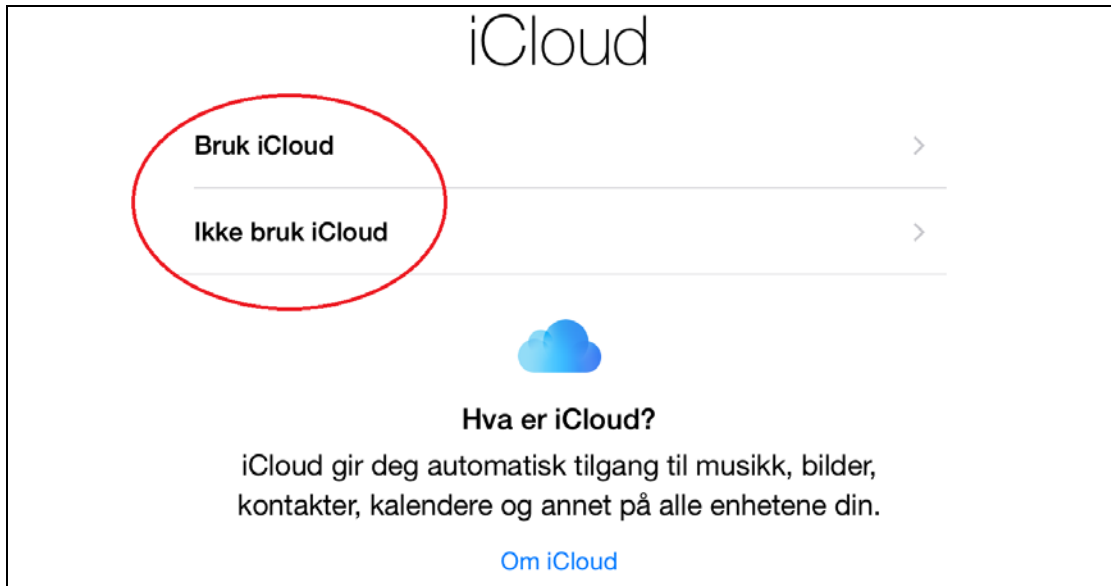 iCloud
Bruk iCloud
Ikke bruk iCloud
Hva er iCloud?
iCloud gir deg automatisk tilgang til musikk, bilder,
kontakter, kalendere og annet på alle enhetene din.
Om iCloud